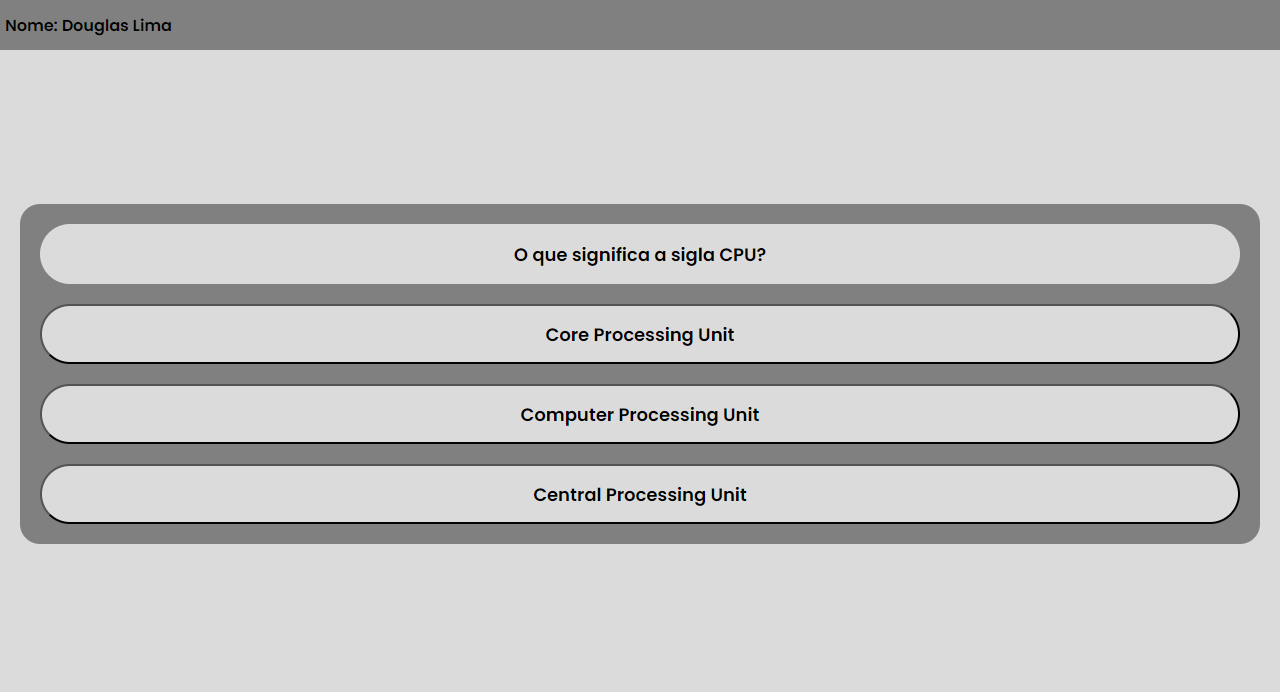 Nome: Douglas Lima
O que significa a sigla CPU?
Core Processing Unit
Computer Processing Unit
Central Processing Unit